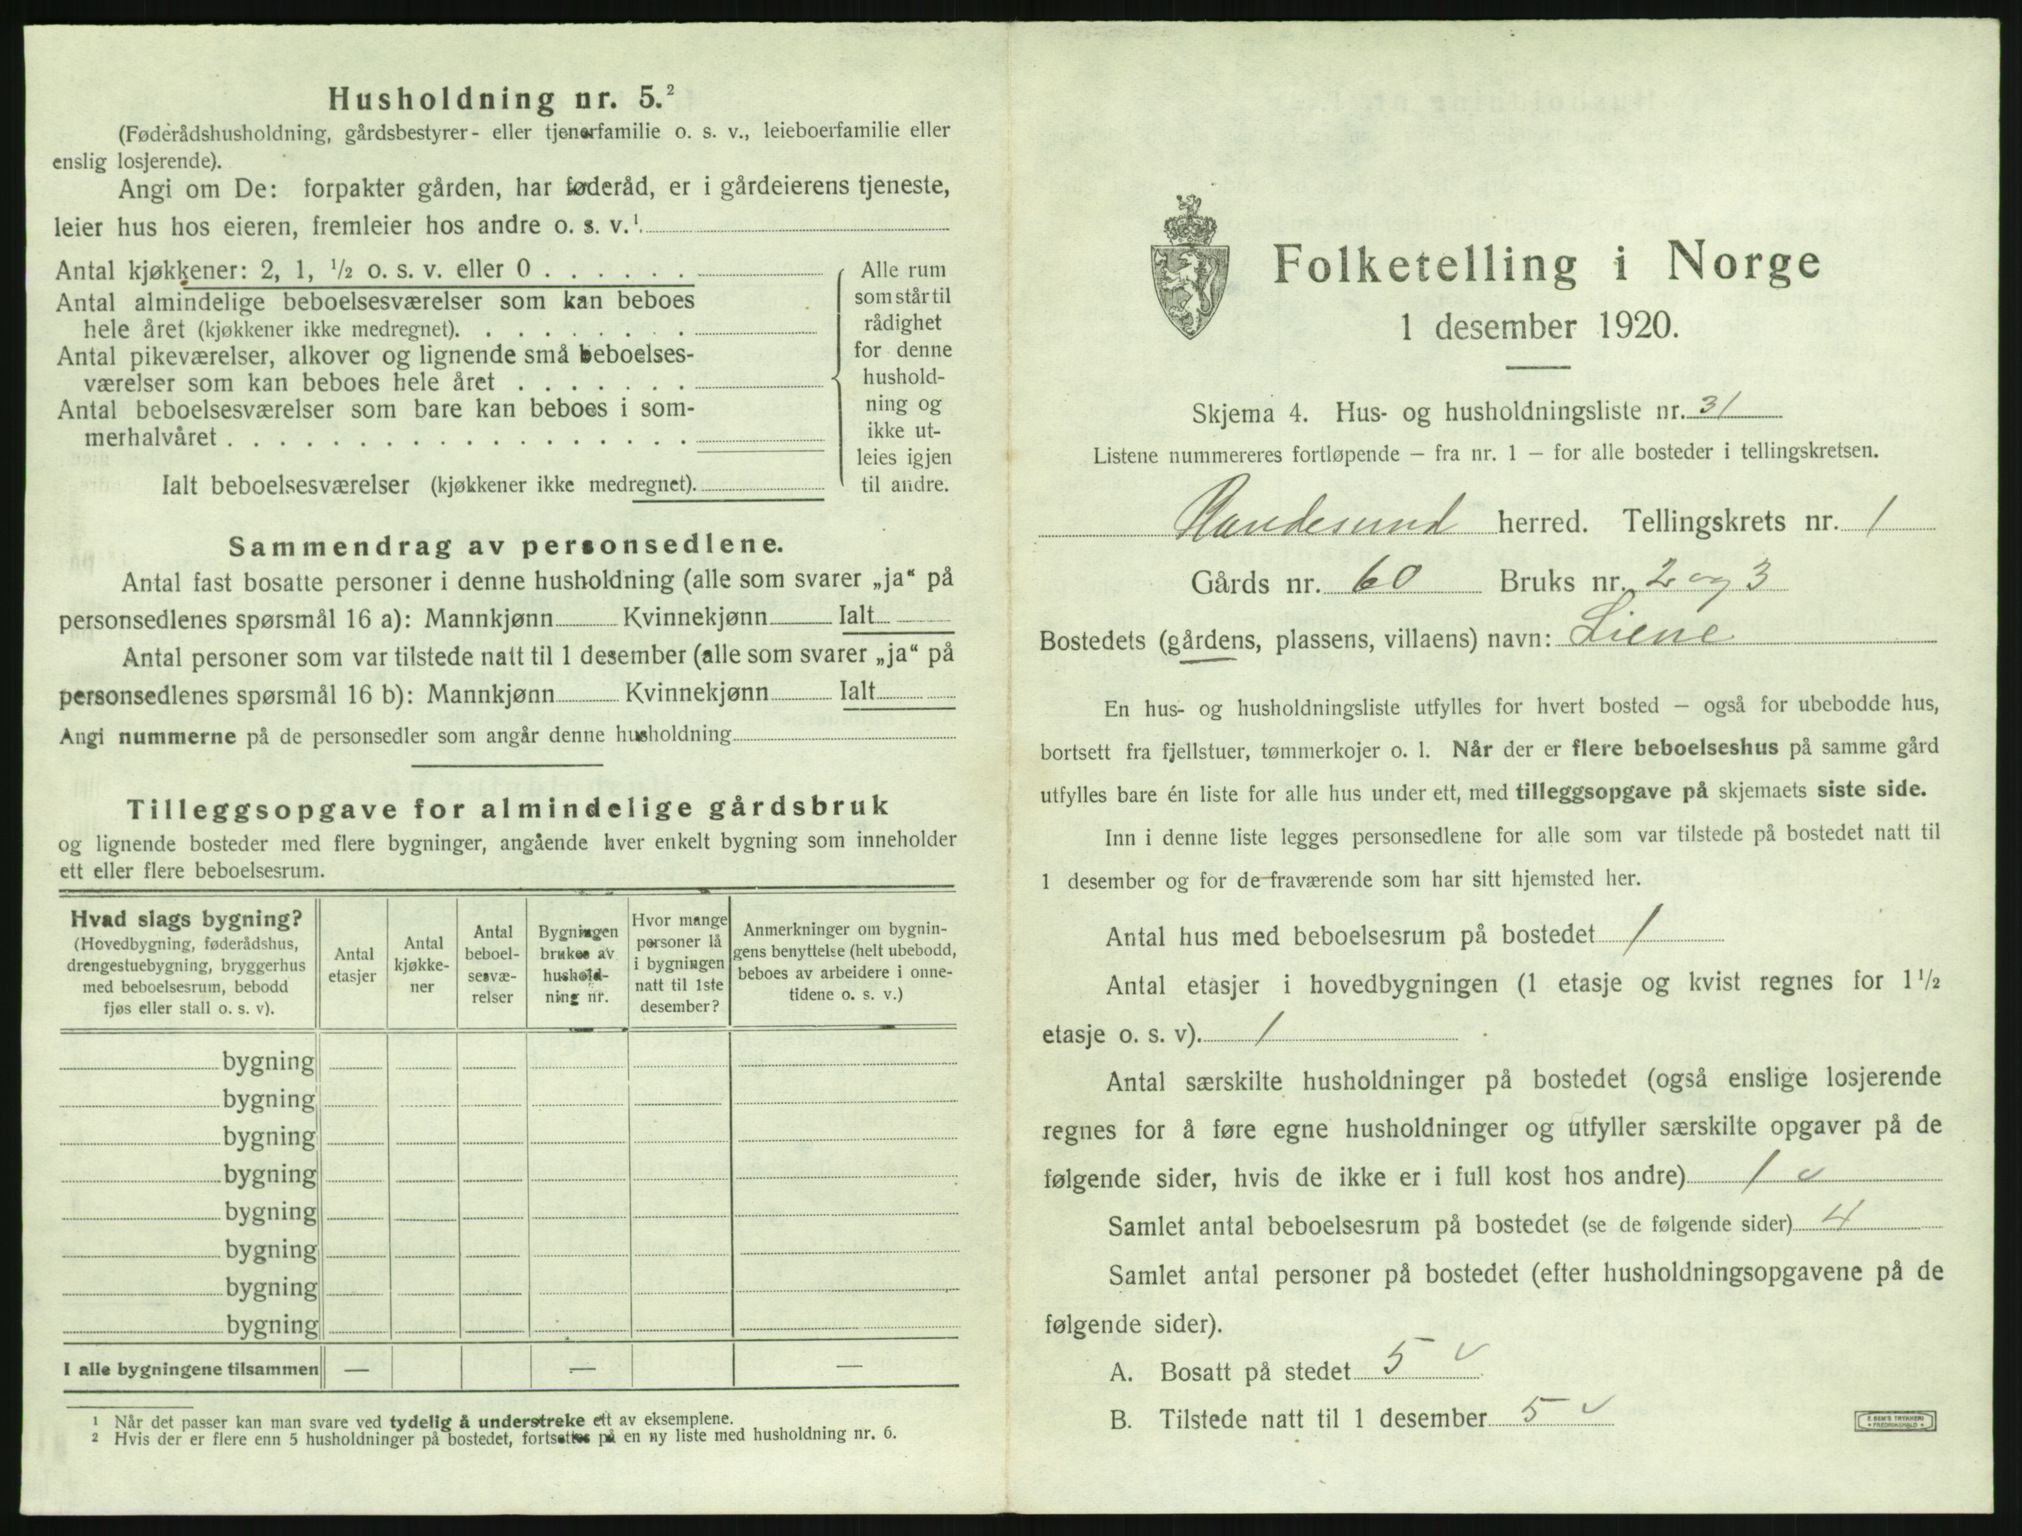 Husholdning nr. 5.²
(Føderådshusholdning, gårdsbestyrer- eller tjenerfamilie o. s. v., leieboerfamilie eller
enslig losjerende).
Angi om De: forpakter gården, har føderåd, er i gårdeierens tjeneste,
leier hus hos eieren, fremleier hos andre o. s. v.¹.
Antal kjøkkener: 2, 1, ½ o. s. v. eller 0 . . . . . .
Antal almindelige beboelsesværelser som kan beboes
hele året (kjøkkener ikke medregnet). . . . . . . . .
Antal pikeværelser, alkover og lignende små beboelses-
værelser som kan beboes hele året . . . . . . .
Antal beboelsesværelser som bare kan beboes i som-
merhalvåret . . . . . . . . . . . . . . . . . .
Ialt beboelsesværelser (kjøkkener ikke medregnet).
Alle rum
som står til
rådighet
for denne
hushold-
ning og
ikke ut-
leies igjen
til andre.
Sammendrag av personsedlene.
Antal fast bosatte personer i denne husholdning (alle som svarer „ja“ på
personsedlenes spørsmål 16 a): Mannkjønn Kvinnekjønn Ialt
Antal personer som var tilstede natt til 1 desember (alle som svarer „ja“ på
personsedlenes spørsmål 16 b): Mannkjønn Kvinnekjønn Ialt
Angi nummerne på de personsedler som angår denne husholdning
Tilleggsopgave for almindelige gårdsbruk
og lignende bosteder med flere bygninger, angående hver enkelt bygning som inneholder
ett eller flere beboelsesrum.
Hvad slags bygning?
(Hovedbygning, føderådshus,
drengestuebygning, bryggerhus
med beboelsesrum, bebodd
fjøs eller stall o. s. v).
Antal
etasjer
Antal
kjøkke-
ner
Antal
beboel-
sesvæ-
relser
Bygningen
brukes av
hushold-
ning nr.
Hvor mange
personer lå
i bygningen
natt til 1ste
desember?
Anmerkninger om bygnin-
gens benyttelse (helt ubebodd,
beboes av arbeidere i onne-
tidene o. s. v.)
bygning
bygning
bygning
bygning
bygning
bygning
bygning
bygning
I alle bygningene tilsammen — — —
¹ Når det passer kan man svare ved tydelig å understreke ett av eksemplene.
² Hvis der er flere enn 5 husholdninger på bostedet, fortsettes på en ny liste med husholdning nr. 6.
Folketelling i Norge
1 desember 1920.
Skjema 4. Hus- og husholdningsliste nr. 31
Listene nummereres fortløpende – fra nr. 1 – for alle bosteder i tellingskretsen.
Randesund herred. Tellingskrets nr. 1
Gårds nr. 60 Bruks nr. 2 og 3
Bostedets (gårdens, plassens, villaens) navn: Liene
En hus- og husholdningsliste utfylles for hvert bosted – også for ubebodde hus,
bortsett fra fjellstuer, tømmerkojer o. l. Når der er flere beboelseshus på samme gård
utfylles bare én liste for alle hus under ett, med tilleggsopgave på skjemaets siste side.
Inn i denne liste legges personsedlene for alle som var tilstede på bostedet natt til
1 desember og for de fraværende som har sitt hjemsted her.
Antal hus med beboelsesrum på bostedet 1
Antal etasjer i hovedbygningen (1 etasje og kvist regnes for 1½
etasje o. s. v). 1
Antal særskilte husholdninger på bostedet (også enslige losjerende
regnes for å føre egne husholdninger og utfyller særskilte opgaver på de
følgende sider, hvis de ikke er i full kost hos andre) 1 v
Samlet antal beboelsesrum på bostedet (se de følgende sider) 4
Samlet antal personer på bostedet (efter husholdningsopgavene på de
følgende sider).
A. Bosatt på stedet 5 v
B. Tilstede natt til 1 desember 5 v
E. SEM'S TRYKKERI
FREDRIKSHALD